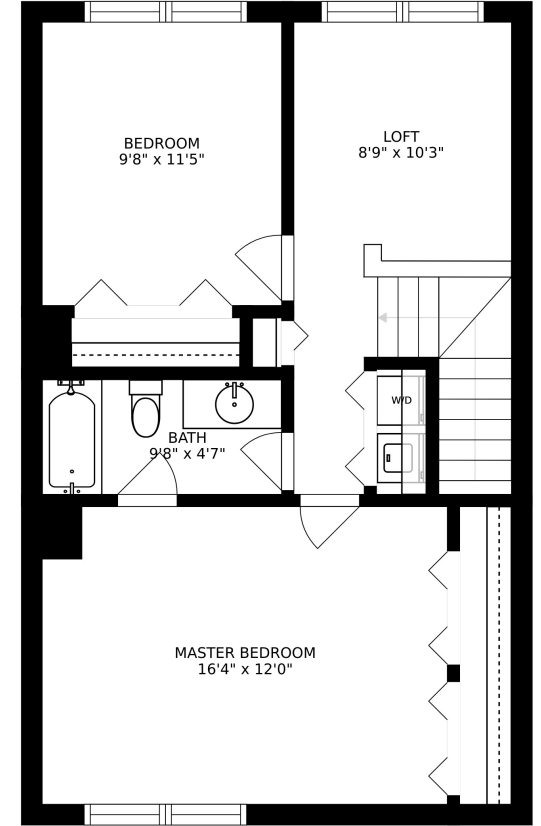 BEDROOM
9'8" x 11'5"
LOFT
8'9" x 10'3"
W/D
BATH
9'8" x 4'7"
MASTER BEDROOM
16'4" x 12'0"